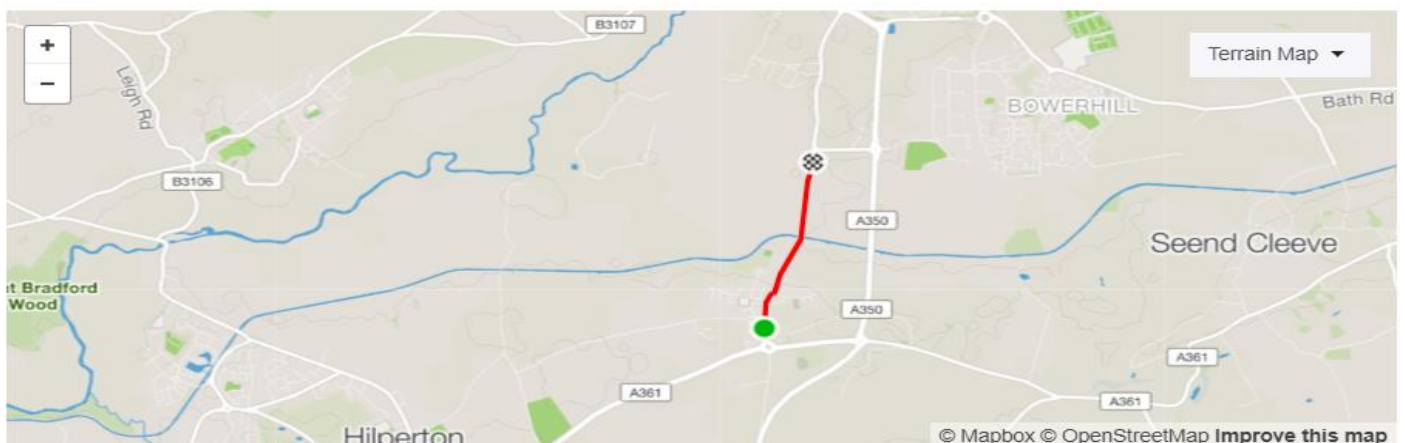 B3107
+
−
Terrain Map
Leigh Rd
BOWERHILL
Bath Rd
B3106
A350
Seend Cleeve
t Bradford
Wood
A350
A361
A361
A361
Hilperton
© Mapbox © OpenStreetMap Improve this map